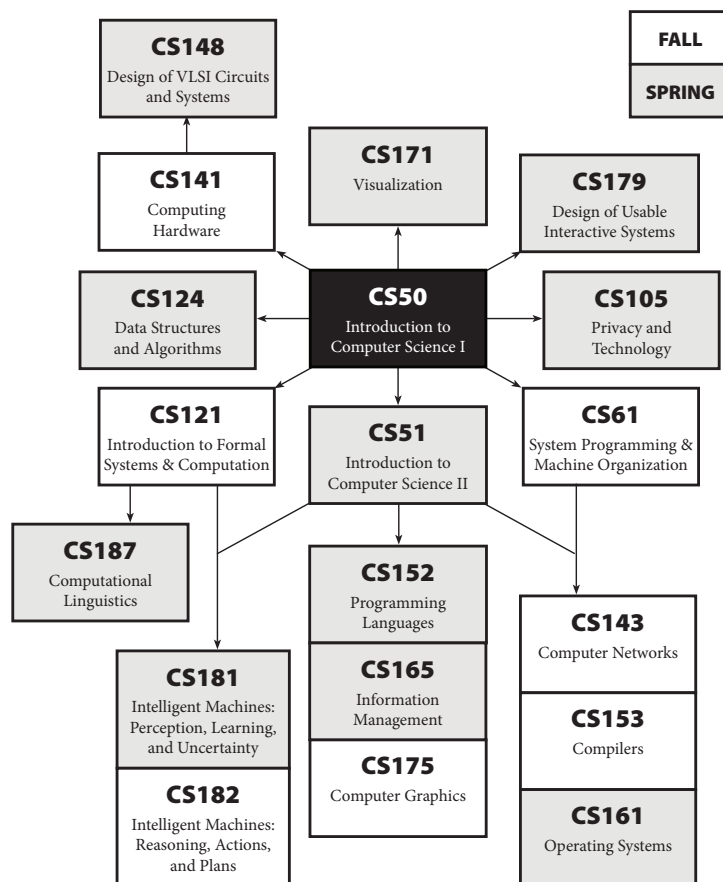 CS148
Design of VLSI Circuits
and Systems
FALL
SPRING
CS141
Computing
Hardware
CS171
Visualization
CS179
Design of Usable
Interactive Systems
CS124
Data Structures
and Algorithms
CS50
Introduction to
Computer Science I
CS105
Privacy and
Technology
CS121
Introduction to Formal
Systems & Computation
CS51
Introduction to
Computer Science II
CS61
System Programming &
Machine Organization
CS187
Computational
Linguistics
CS152
Programming
Languages
CS143
Computer Networks
CS181
Intelligent Machines:
Perception, Learning,
and Uncertainty
CS165
Information
Management
CS153
Compilers
CS182
Intelligent Machines:
Reasoning, Actions,
and Plans
CS175
Computer Graphics
CS161
Operating Systems